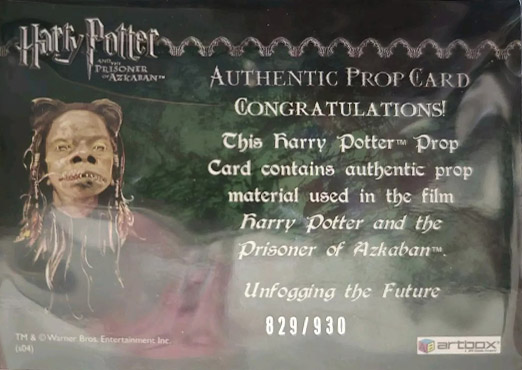 Harry Potter
AND THE
PRISONER
OF AZKABAN™
AUTHENTIC PROP CARD
CONGRATULATIONS!
This Harry Potter™ Prop
Card contains authentic prop
material used in the film
Harry Potter and the
Prisoner of Azkaban™.
Unfogging the Future
829/930
TM & © Warner Bros. Entertainment Inc.
(s04)
artbox